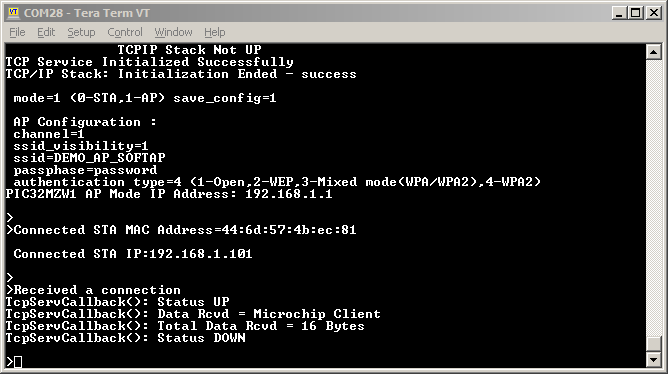 COM28 - Tera Term VT
File Edit Setup Control Window Help
TCPIP Stack Not UP
TCP Service Initialized Successfully
TCP/IP Stack: Initialization Ended - success
mode=1 (0-STA,1-AP) save_config=1
AP Configuration :
channel=1
ssid_visibility=1
ssid=DEMO_AP_SOFTAP
passphase=password
authentication type=4 (1-Open,2-WEP,3-Mixed mode(WPA/WPA2),4-WPA2)
PIC32MZW1 AP Mode IP Address: 192.168.1.1
>
>Connected STA MAC Address=44:6d:57:4b:ec:81
Connected STA IP:192.168.1.101
>
>Received a connection
TcpServCallback(): Status UP
TcpServCallback(): Data Rcvd = Microchip Client
TcpServCallback(): Total Data Rcvd = 16 Bytes
TcpServCallback(): Status DOWN
>